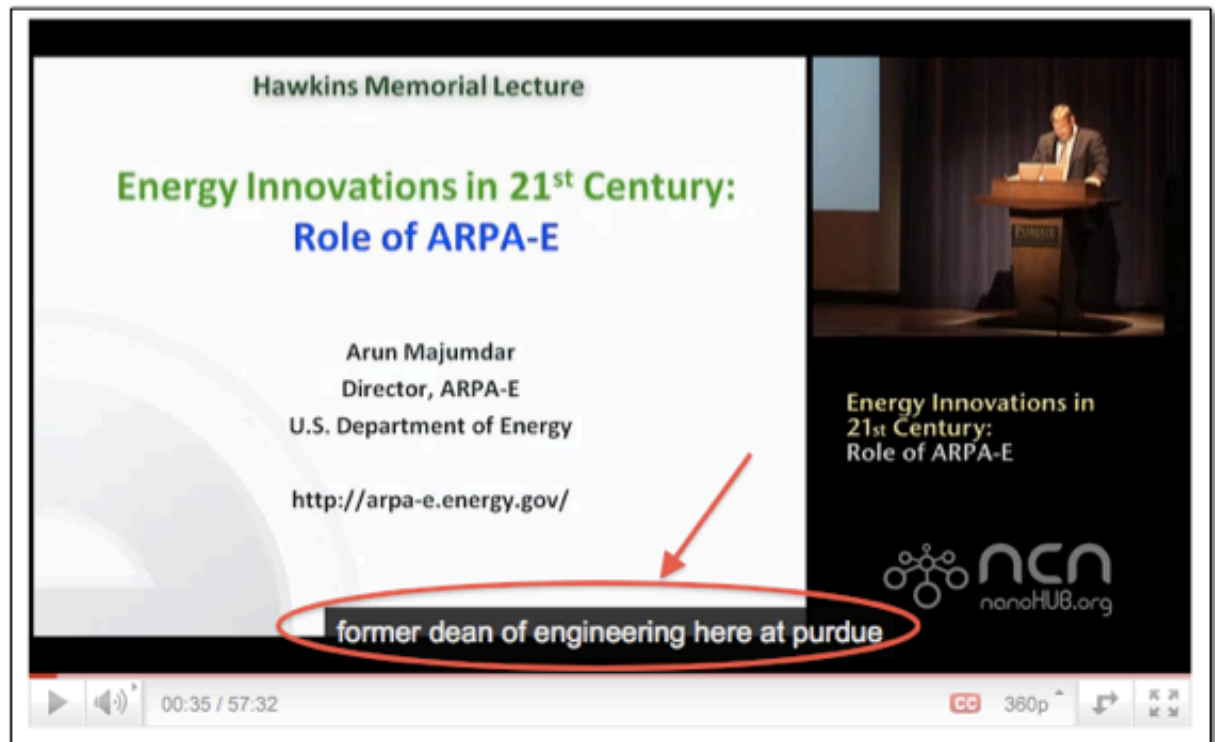 Hawkins Memorial Lecture
Energy Innovations in 21st Century:
Role of ARPA-E
Arun Majumdar
Director, ARPA-E
U.S. Department of Energy
http://arpa-e.energy.gov/
PURDUE
Energy Innovations in
21st Century:
Role of ARPA-E
ncn
nanoHUB.org
former dean of engineering here at purdue
00:35 / 57:32
CC
360p